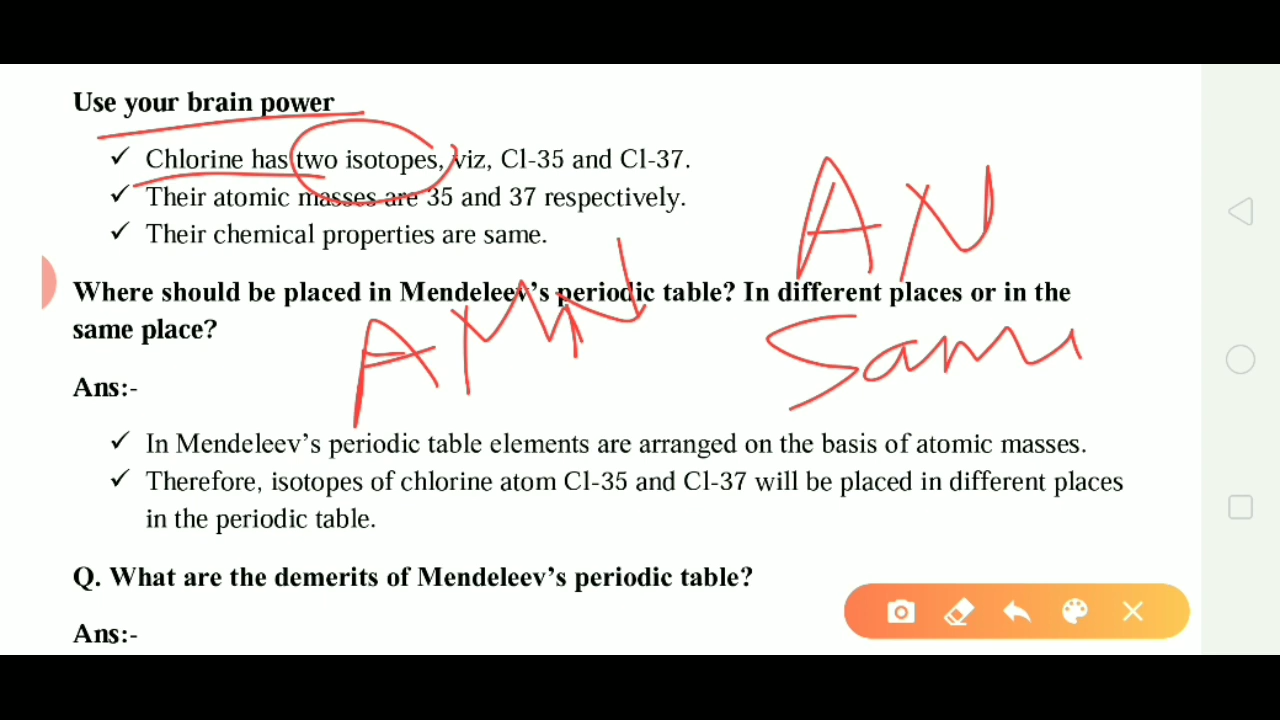 Use your brain power
✓ Chlorine has two isotopes, viz, Cl-35 and Cl-37.
✓ Their atomic masses are 35 and 37 respectively.
✓ Their chemical properties are same.
AN
Where should be placed in Mendeleev's periodic table? In different places or in the
same place?
Same
Ans:-
✓ In Mendeleev's periodic table elements are arranged on the basis of atomic masses.
✓ Therefore, isotopes of chlorine atom Cl-35 and Cl-37 will be placed in different places
in the periodic table.
Q. What are the demerits of Mendeleev's periodic table?
Ans:-